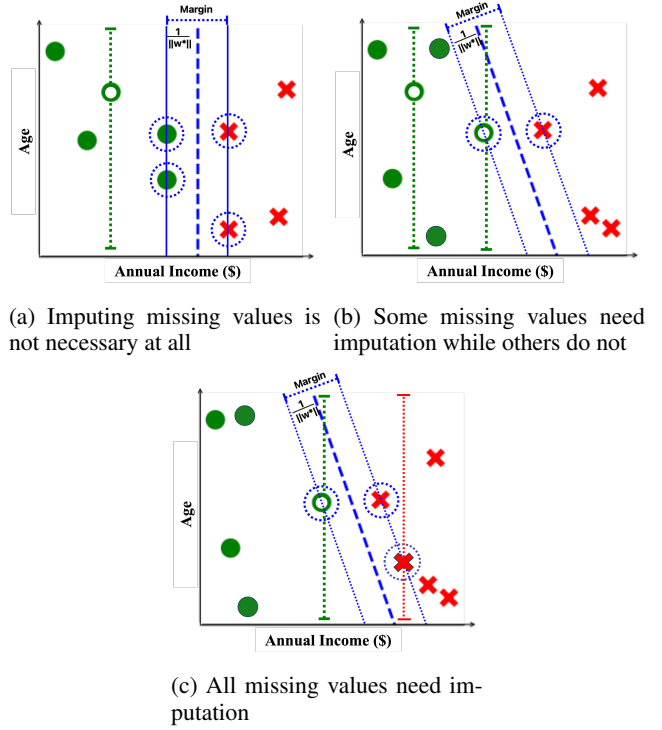 Margin
1
||w*||
Age
Annual Income ($)
(a) Imputing missing values is
not necessary at all
Margin
1
||w*||
Age
Annual Income ($)
(b) Some missing values need
imputation while others do not
Margin
1
||w*||
Age
Annual Income ($)
(c) All missing values need im-
putation